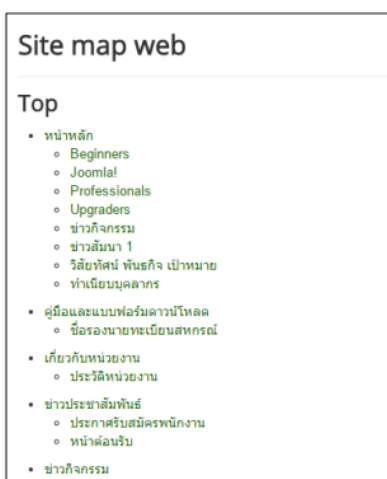 Site map web
Top
หน้าหลัก
Beginners
Joomla!
Professionals
Upgraders
ข่าวกิจกรรม
ข่าวสัมนา 1
วิสัยทัศน์ พันธกิจ เป้าหมาย
ทำเนียบบุคลากร
คู่มือและแบบฟอร์มดาวน์โหลด
ชื่อรองนายทะเบียนสหกรณ์
เกี่ยวกับหน่วยงาน
ประวัติหน่วยงาน
ข่าวประชาสัมพันธ์
ประกาศรับสมัครพนักงาน
หน้าต้อนรับ
ข่าวกิจกรรม